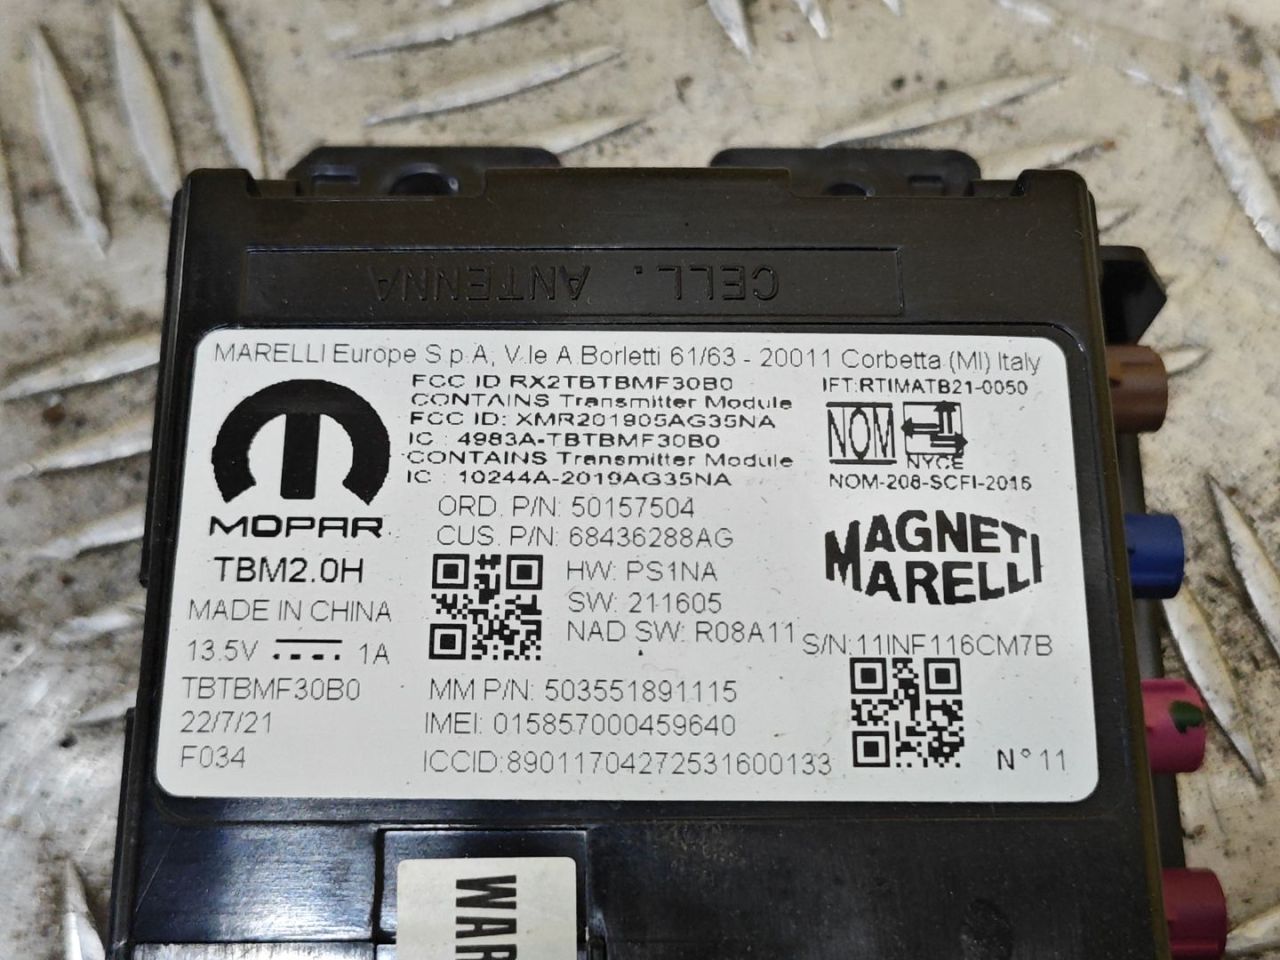 CELL. ANTENNA
MARELLI Europe S.p.A, V.le A.Borletti 61/63 - 20011 Corbetta (MI) Italy
FCC ID RX2TBTBMF30B0
CONTAINS Transmitter Module
FCC ID: XMR201905AG35NA
IC : 4983A-TBTBMF30B0
CONTAINS Transmitter Module
IC : 10244A-2019AG35NA
IFT:RTIMATB21-0050
NOM
NYCE
NOM-208-SCFI-2016
MOPAR
TBM2.0H
MADE IN CHINA
13.5V 1A
TBTBMF30B0
22/7/21
F034
ORD. P/N: 50157504
CUS. P/N: 68436288AG
HW: PS1NA
SW: 211605
NAD SW: R08A11
MM P/N: 503551891115
IMEI: 015857000459640
ICCID:89011704272531600133
MAGNETI
MARELLI
S/N:11INF116CM7B
N°11
WAR